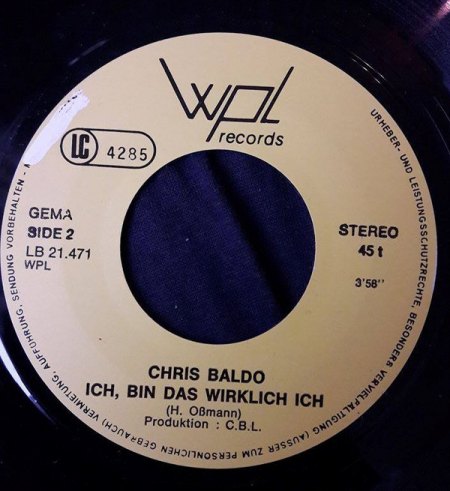 wpl
records
LC 4285
GEMA
SIDE 2
LB 21.471
WPL
STEREO
45 t
3'56''
CHRIS BALDO
ICH, BIN DAS WIRKLICH ICH
(H. Oßmann)
Produktion : C.B.L.
URHEBER- UND LEISTUNGSSCHUTZRECHTE, BESONDERS VERVIELFÄLTIGUNG (AUSSER ZUM PERSÖNLICHEN GEBRAUCH) VERMIETUNG, AUFFÜHRUNG, SENDUNG VORBEHALTEN -